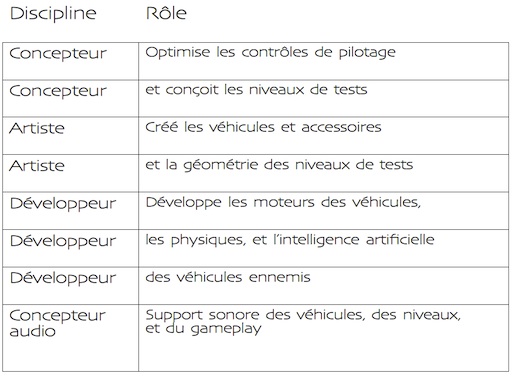 Discipline Rôle
Concepteur Optimise les contrôles de pilotage
Concepteur et conçoit les niveaux de tests
Artiste Créé les véhicules et accessoires
Artiste et la géométrie des niveaux de tests
Développeur Développe les moteurs des véhicules,
Développeur les physiques, et l'intelligence artificielle
Développeur des véhicules ennemis
Concepteur Support sonore des véhicules, des niveaux,
audio et du gameplay